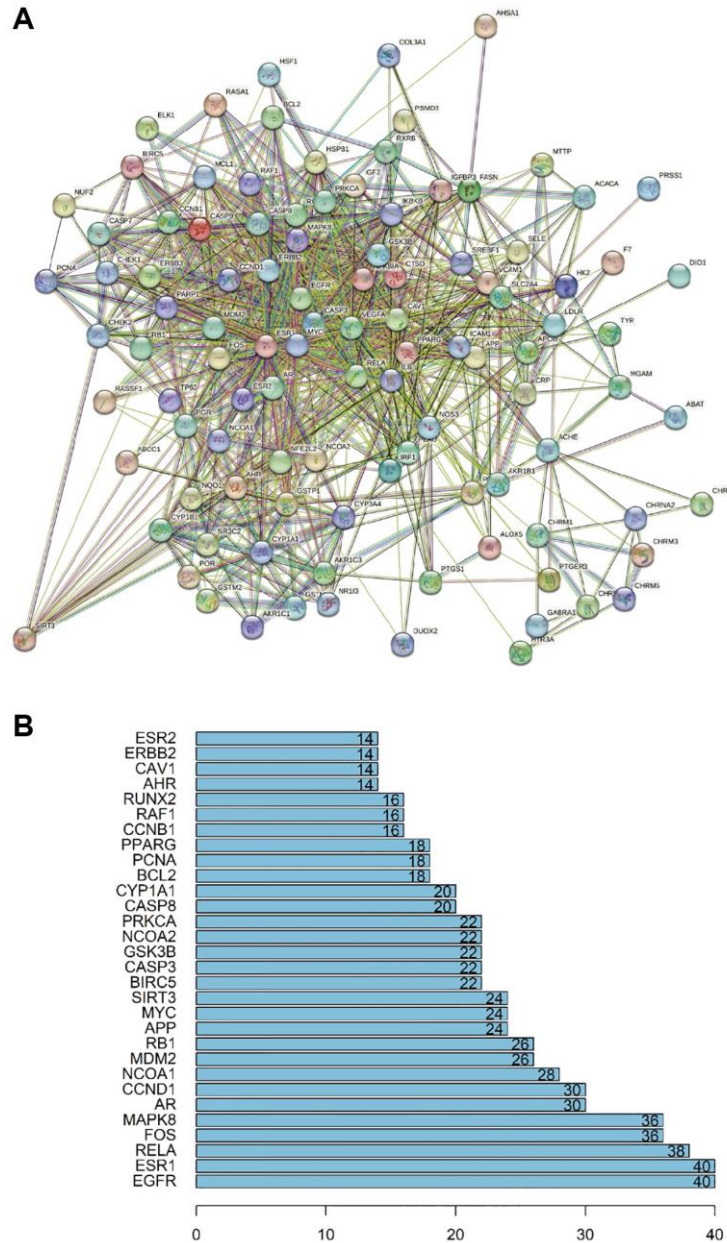 A
AHSA1
COL3A1
HSF1
RASA1
BCL2
ELK1
RXRB
HSPB1
BIRC5
MCL1
RAF1
IGF2
PRKCA
IGFBP3
FASN
MTTP
ACACA
PRSS1
NUF2
CCNB1
CASP7
CASP9
CASP8
IKBKB
MAPK8
GSK3B
SREBF1
SELE
F7
DIO1
PCNA
CHEK1
ERBB3
CCND1
ERBB2
CTSD
VCAM1
HK2
SLC2A4
PARP1
EGFR
LDLR
CHEK2
MDM2
CASP3
VEGFA
CAV
ICAM1
APOB
TYR
FOS
ESR1
MYC
PPARG
APP
RELA
AR
CRP
MGAM
RASSF1
TP63
ESR2
PGR
NOS3
ABAT
NCOA1
ACHE
ABCC1
NFE2L2
NCOA2
IRF1
AKR1B1
NQO1
AHR
GSTP1
CHR
CYP1B1
CYP3A4
CHRNA2
NR3C2
CYP1A1
ALOX5
CHRM1
CHRM3
POR
AKR1C3
PTGS1
PTGER3
CHRM5
GSTM2
NR1I3
AKR1C1
GABRA1
SIRT3
DUOX2
B
ESR2 14
ERBB2 14
CAV1 14
AHR 14
RUNX2 16
RAF1 16
CCNB1 16
PPARG 18
PCNA 18
BCL2 18
CYP1A1 20
CASP8 20
PRKCA 22
NCOA2 22
GSK3B 22
CASP3 22
BIRC5 22
SIRT3 24
MYC 24
APP 24
RB1 26
MDM2 26
NCOA1 28
CCND1 30
AR 30
MAPK8 36
FOS 36
RELA 38
ESR1 40
EGFR 40
0 10 20 30 40